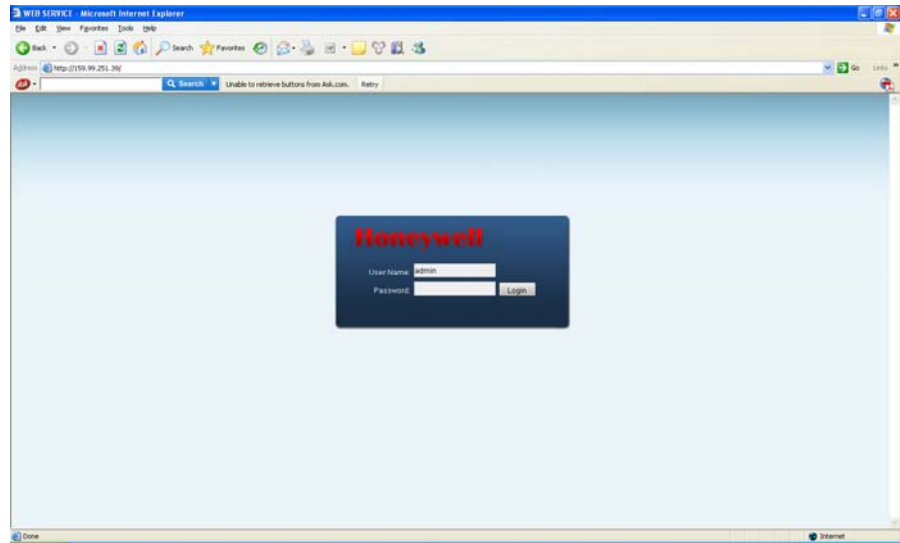 WEB SERVICE - Microsoft Internet Explorer
File Edit View Favorites Tools Help
Back Search Favorites
Address http://159.99.251.39/ Go Links »
Search Unable to retrieve buttons from Ask.com. Retry
Honeywell
User Name: admin
Password: Login
Done Internet